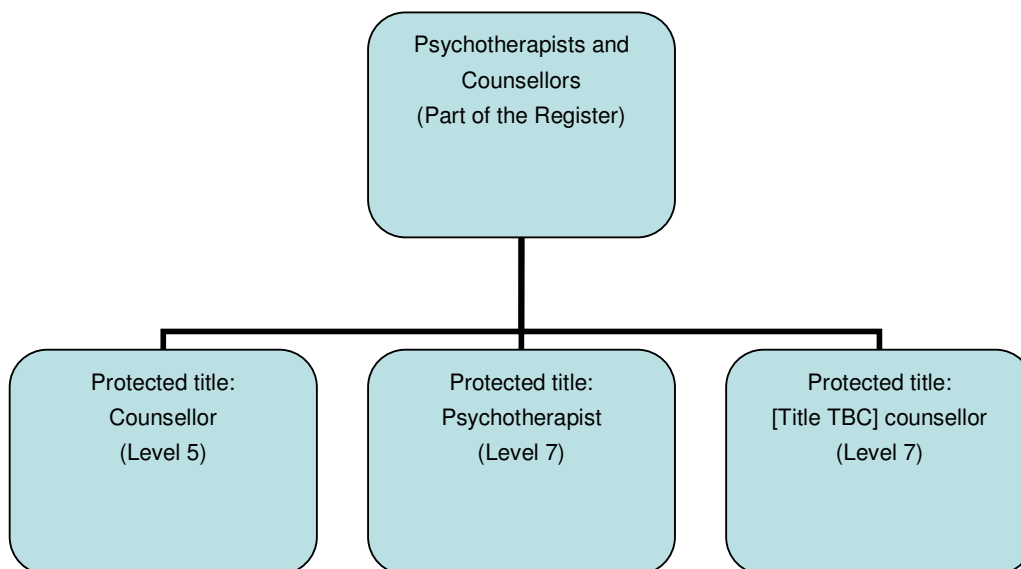 Psychotherapists and
Counsellors
(Part of the Register)
Protected title:
Counsellor
(Level 5)
Protected title:
Psychotherapist
(Level 7)
Protected title:
[Title TBC] counsellor
(Level 7)